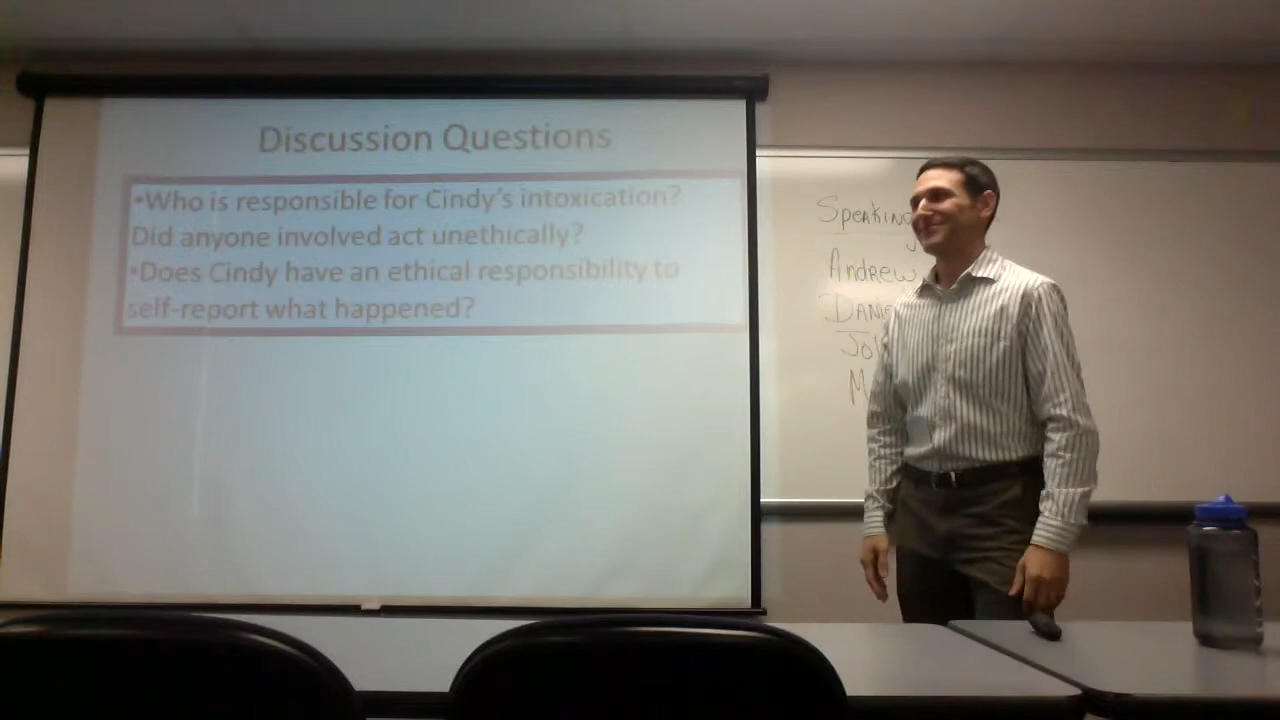 Discussion Questions
•Who is responsible for Cindy's intoxication?
Did anyone involved act unethically?
•Does Cindy have an ethical responsibility to
self-report what happened?
Speaking
Andrew